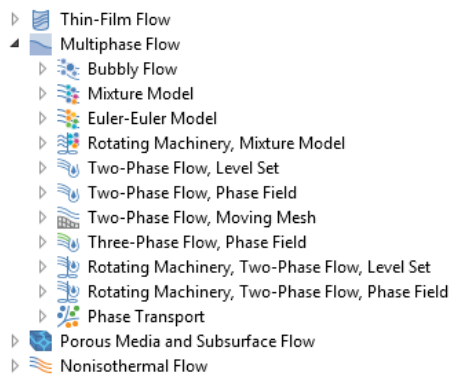 Thin-Film Flow
Multiphase Flow
Bubbly Flow
Mixture Model
Euler-Euler Model
Rotating Machinery, Mixture Model
Two-Phase Flow, Level Set
Two-Phase Flow, Phase Field
Two-Phase Flow, Moving Mesh
Three-Phase Flow, Phase Field
Rotating Machinery, Two-Phase Flow, Level Set
Rotating Machinery, Two-Phase Flow, Phase Field
Phase Transport
Porous Media and Subsurface Flow
Nonisothermal Flow